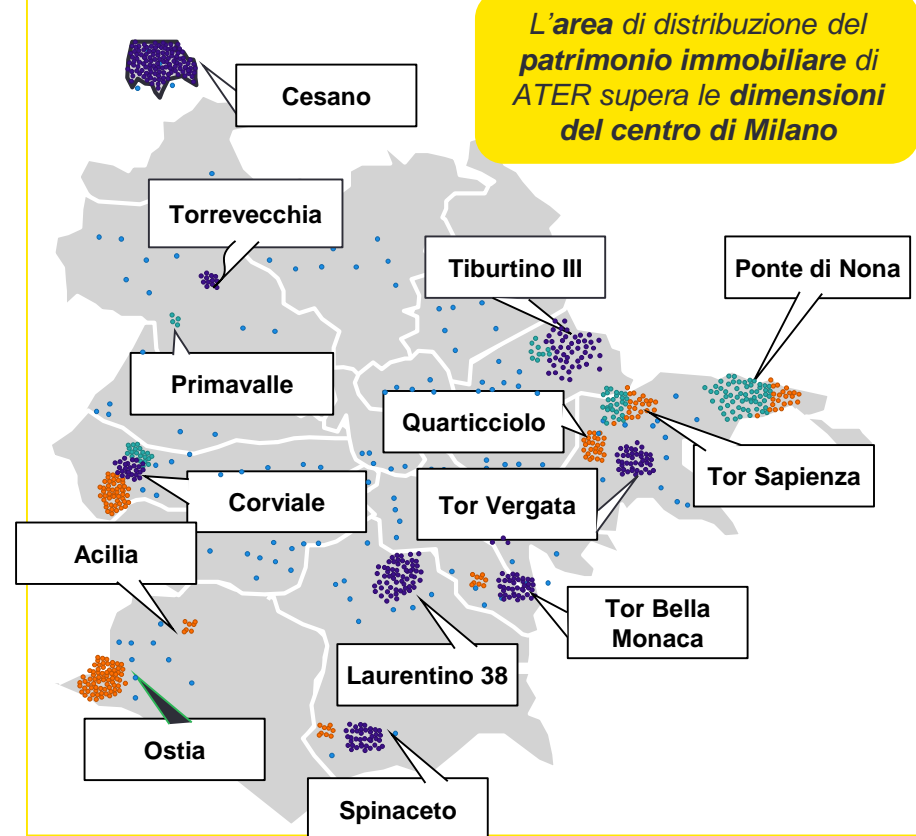 L'area di distribuzione del
patrimonio immobiliare di
ATER supera le dimensioni
del centro di Milano
Cesano
Torrevecchia
Tiburtino III
Ponte di Nona
Primavalle
Quarticciolo
Tor Sapienza
Corviale
Tor Vergata
Acilia
Tor Bella
Monaca
Laurentino 38
Ostia
Spinaceto